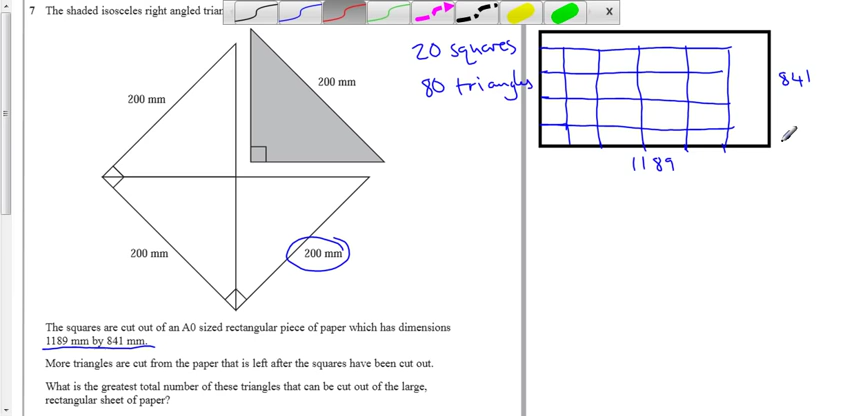 7 The shaded isosceles right angled
x
200 mm
200 mm
200 mm
200 mm
20 squares
80 triangles
841
1189
The squares are cut out of an A0 sized rectangular piece of paper which has dimensions
1189 mm by 841 mm.
More triangles are cut from the paper that is left after the squares have been cut out.
What is the greatest total number of these triangles that can be cut out of the large,
rectangular sheet of paper?